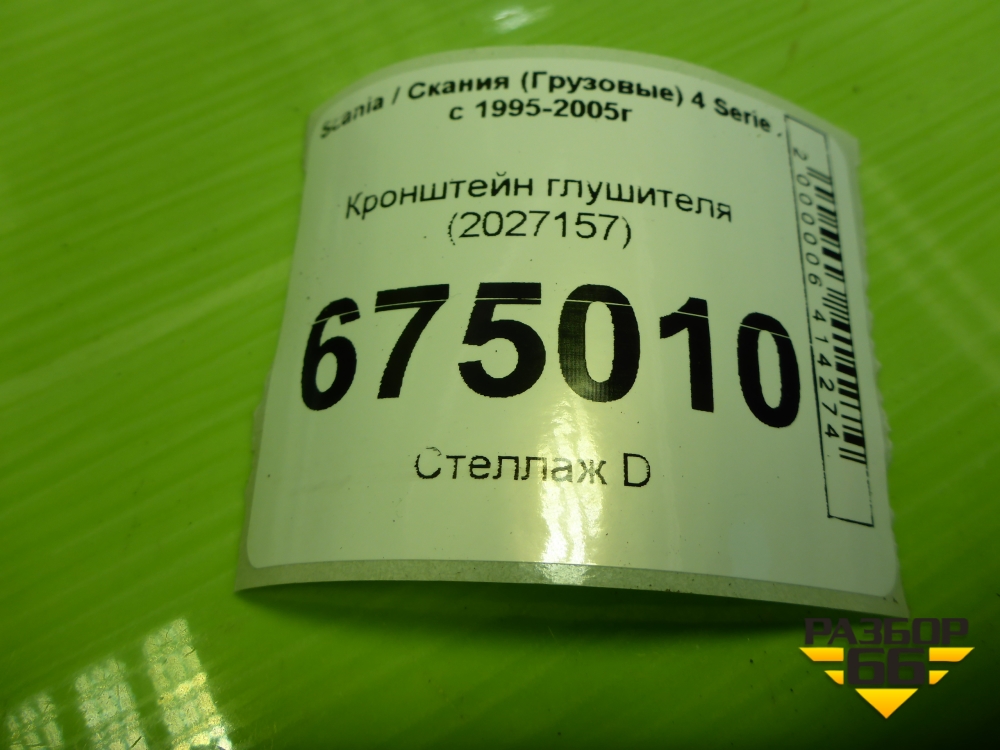 Scania / Скания (Грузовые) 4 Serie
с 1995-2005г
Кронштейн глушителя
(2027157)
675010
Стеллаж D
2000006414274
РАЗБОР
66